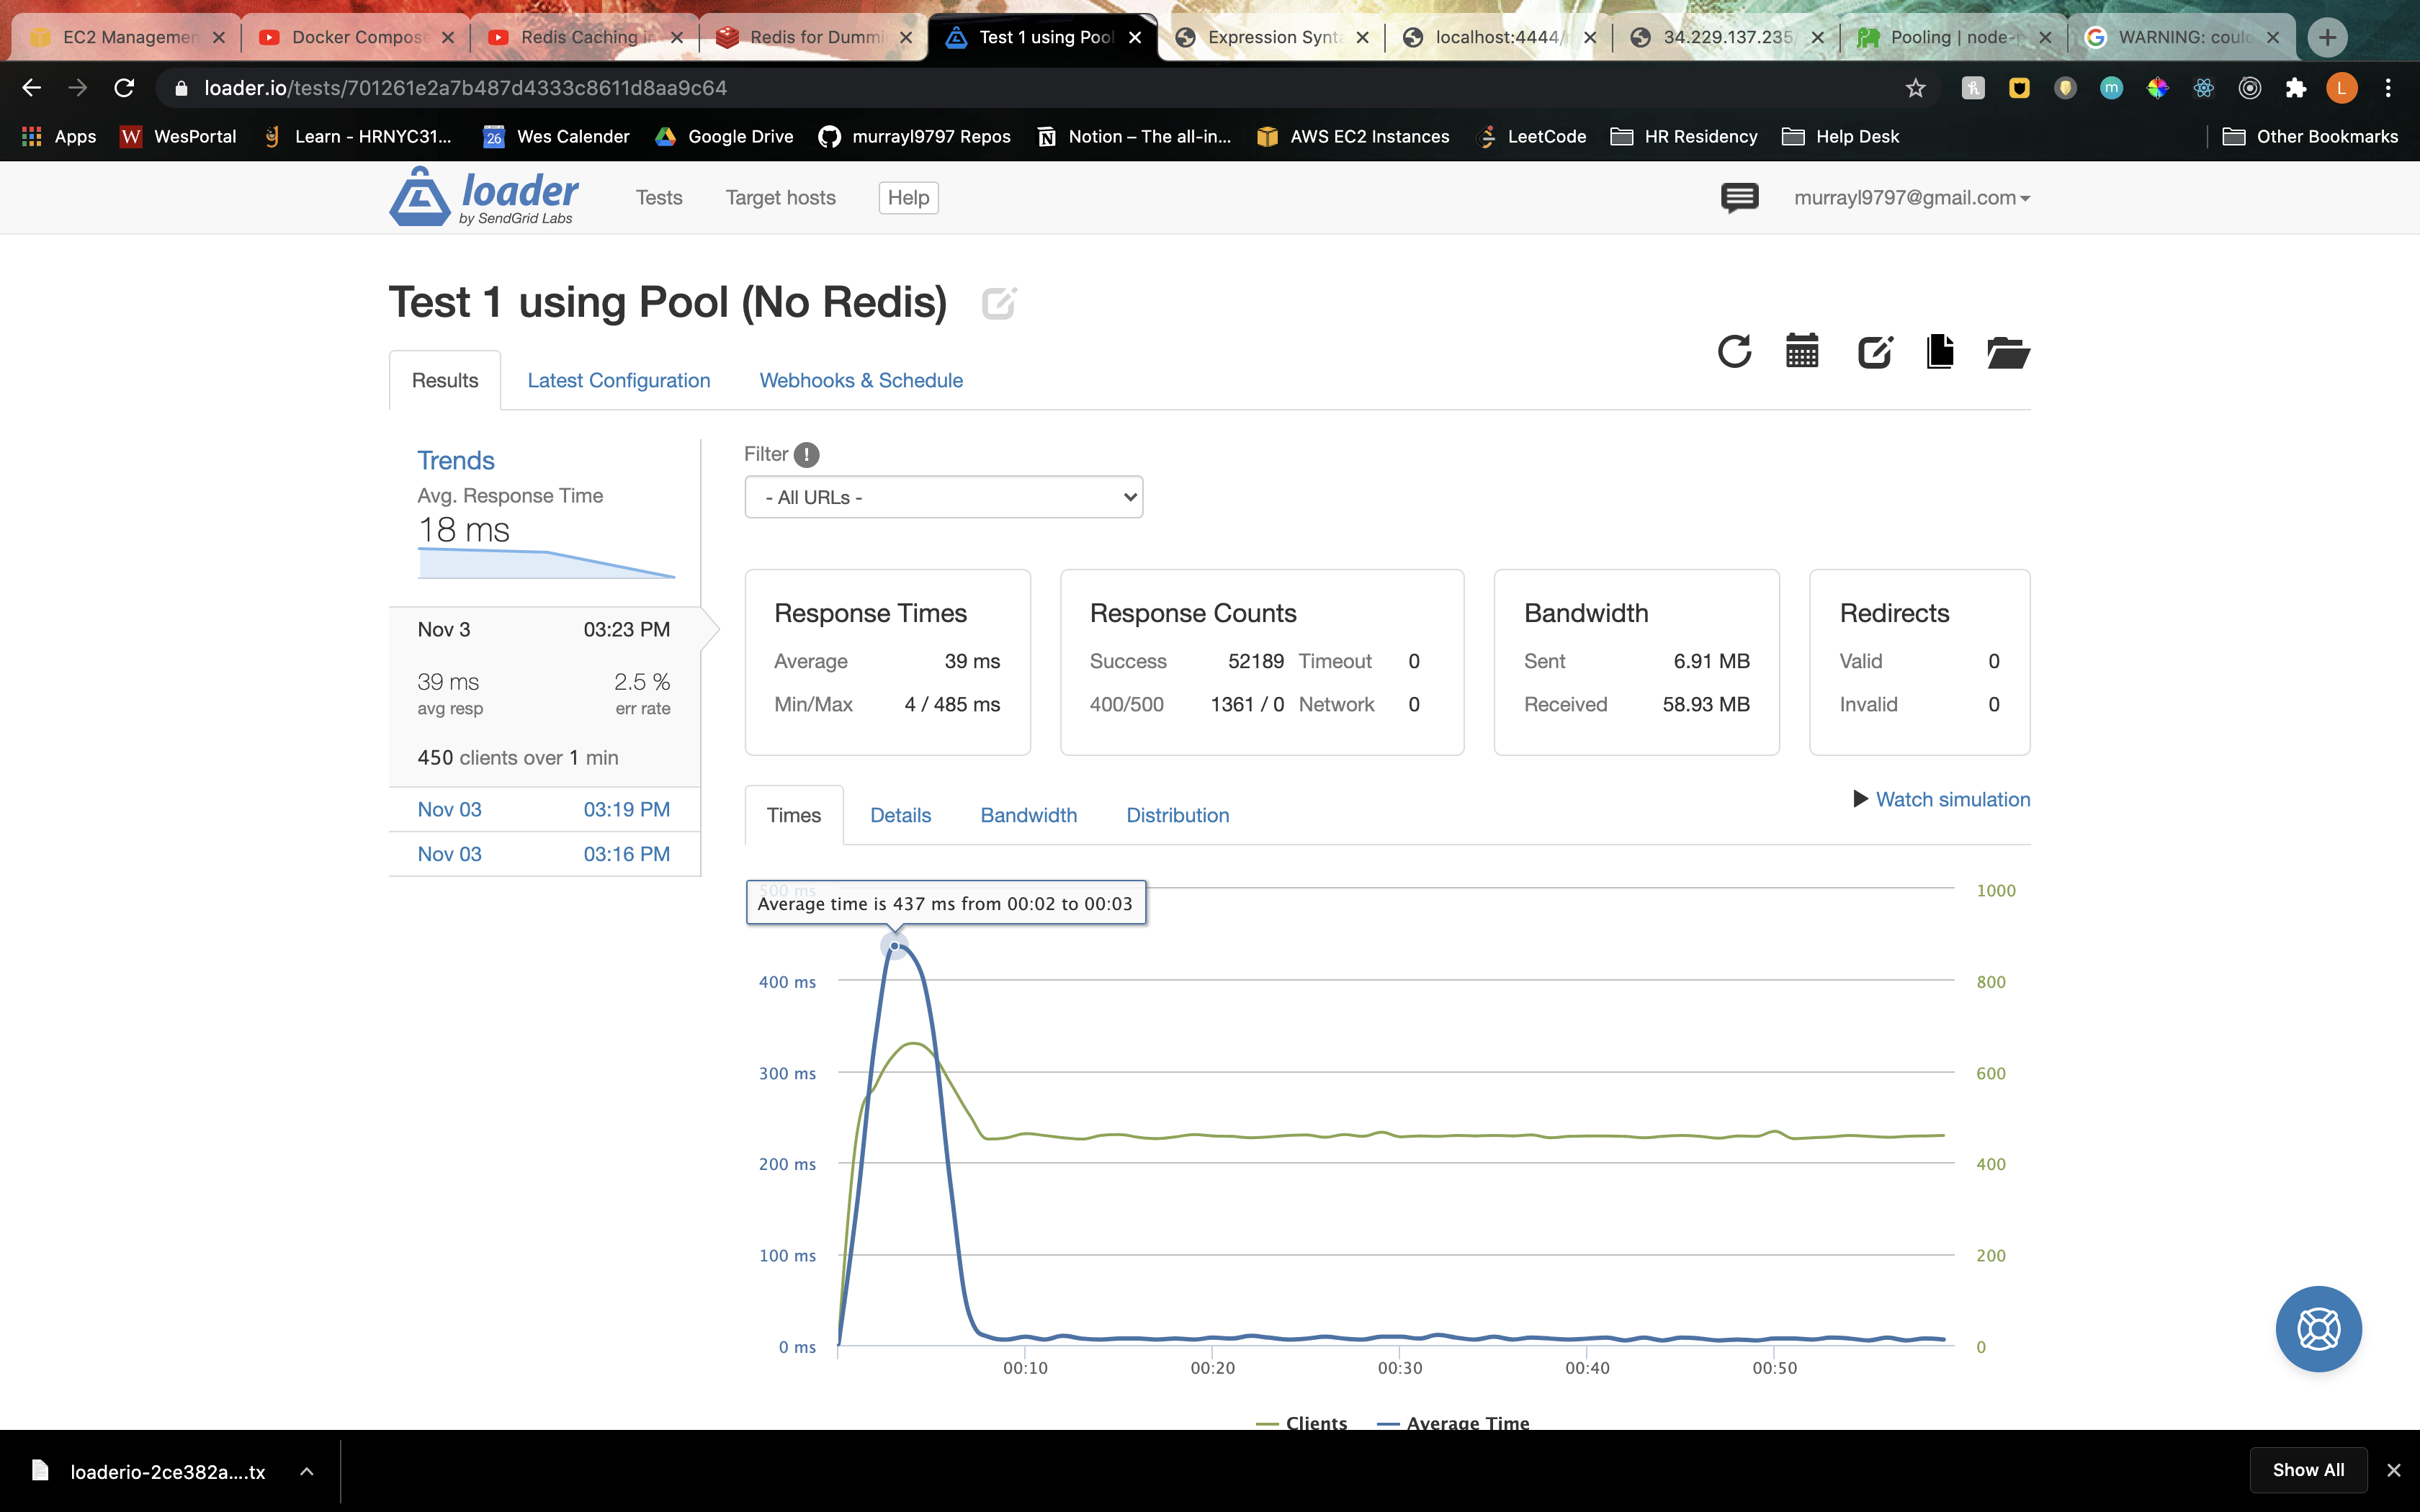 EC2 Managemen
Docker Compose
Redis Caching in
Redis for Dummi
Test 1 using Pool
Expression Synta
localhost:4444/
34.229.137.235
Pooling | node-p
WARNING: could
loader.io/tests/701261e2a7b487d4333c8611d8aa9c64
Apps
WesPortal
Learn - HRNYC31...
Wes Calender
Google Drive
murrayl9797 Repos
Notion – The all-in...
AWS EC2 Instances
LeetCode
HR Residency
Help Desk
Other Bookmarks
loader
by SendGrid Labs
Tests
Target hosts
Help
murrayl9797@gmail.com
Test 1 using Pool (No Redis)
Results
Latest Configuration
Webhooks & Schedule
Trends
Avg. Response Time
18 ms
Nov 3 03:23 PM
39 ms 2.5 %
avg resp err rate
450 clients over 1 min
Nov 03 03:19 PM
Nov 03 03:16 PM
Filter
- All URLs -
Response Times
Average 39 ms
Min/Max 4 / 485 ms
Response Counts
Success 52189 Timeout 0
400/500 1361 / 0 Network 0
Bandwidth
Sent 6.91 MB
Received 58.93 MB
Redirects
Valid 0
Invalid 0
Times
Details
Bandwidth
Distribution
Watch simulation
500 ms
Average time is 437 ms from 00:02 to 00:03
400 ms
300 ms
200 ms
100 ms
0 ms
1000
800
600
400
200
0
00:10
00:20
00:30
00:40
00:50
Clients
Average Time
loaderio-2ce382a....tx
Show All